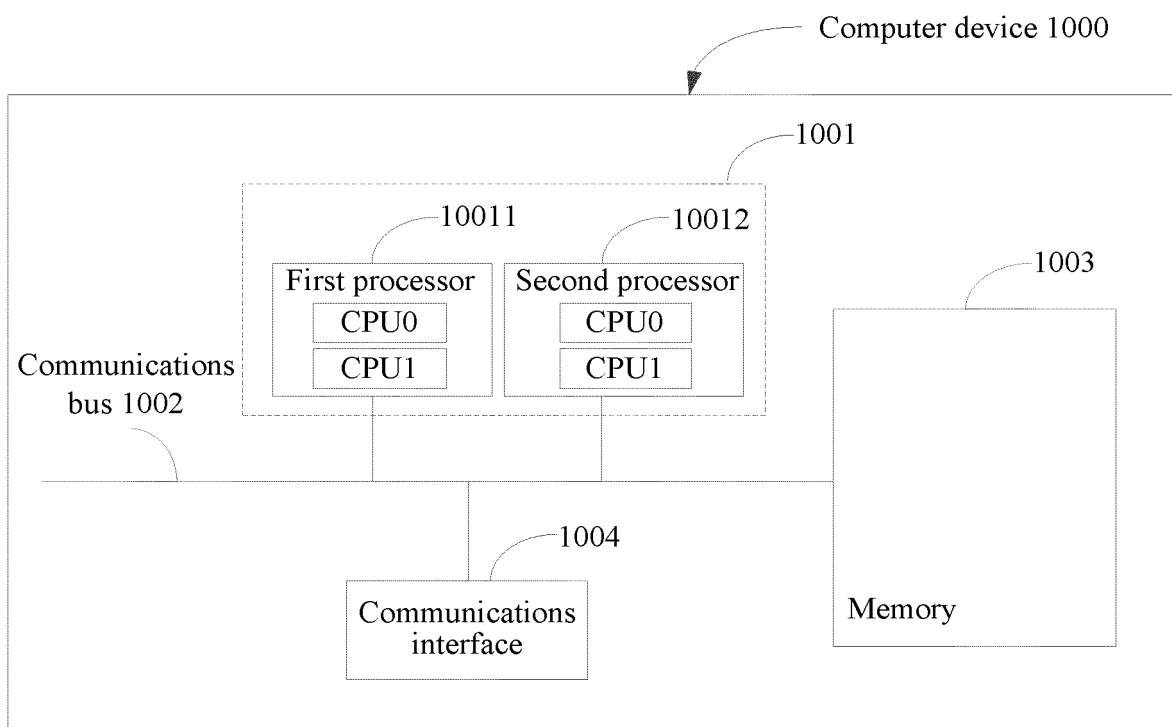 Computer device 1000
1001
10011
10012
1003
First processor
CPU0
CPU1
Second processor
CPU0
CPU1
Communications
bus 1002
1004
Communications
interface
Memory